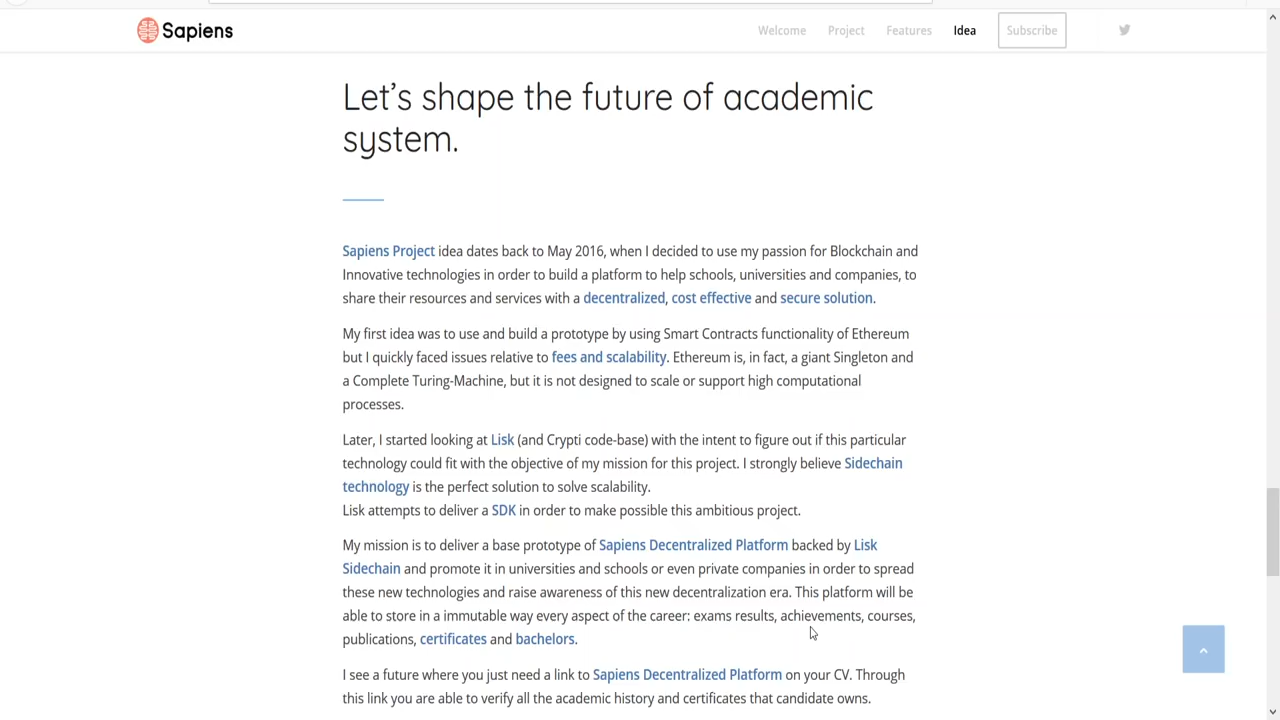 Sapiens
Welcome
Project
Features
Idea
Subscribe
Let’s shape the future of academic
system.
Sapiens Project idea dates back to May 2016, when I decided to use my passion for Blockchain and
Innovative technologies in order to build a platform to help schools, universities and companies, to
share their resources and services with a decentralized, cost effective and secure solution.
My first idea was to use and build a prototype by using Smart Contracts functionality of Ethereum
but I quickly faced issues relative to fees and scalability. Ethereum is, in fact, a giant Singleton and
a Complete Turing-Machine, but it is not designed to scale or support high computational
processes.
Later, I started looking at Lisk (and Crypti code-base) with the intent to figure out if this particular
technology could fit with the objective of my mission for this project. I strongly believe Sidechain
technology is the perfect solution to solve scalability.
Lisk attempts to deliver a SDK in order to make possible this ambitious project.
My mission is to deliver a base prototype of Sapiens Decentralized Platform backed by Lisk
Sidechain and promote it in universities and schools or even private companies in order to spread
these new technologies and raise awareness of this new decentralization era. This platform will be
able to store in a immutable way every aspect of the career: exams results, achievements, courses,
publications, certificates and bachelors.
I see a future where you just need a link to Sapiens Decentralized Platform on your CV. Through
this link you are able to verify all the academic history and certificates that candidate owns.